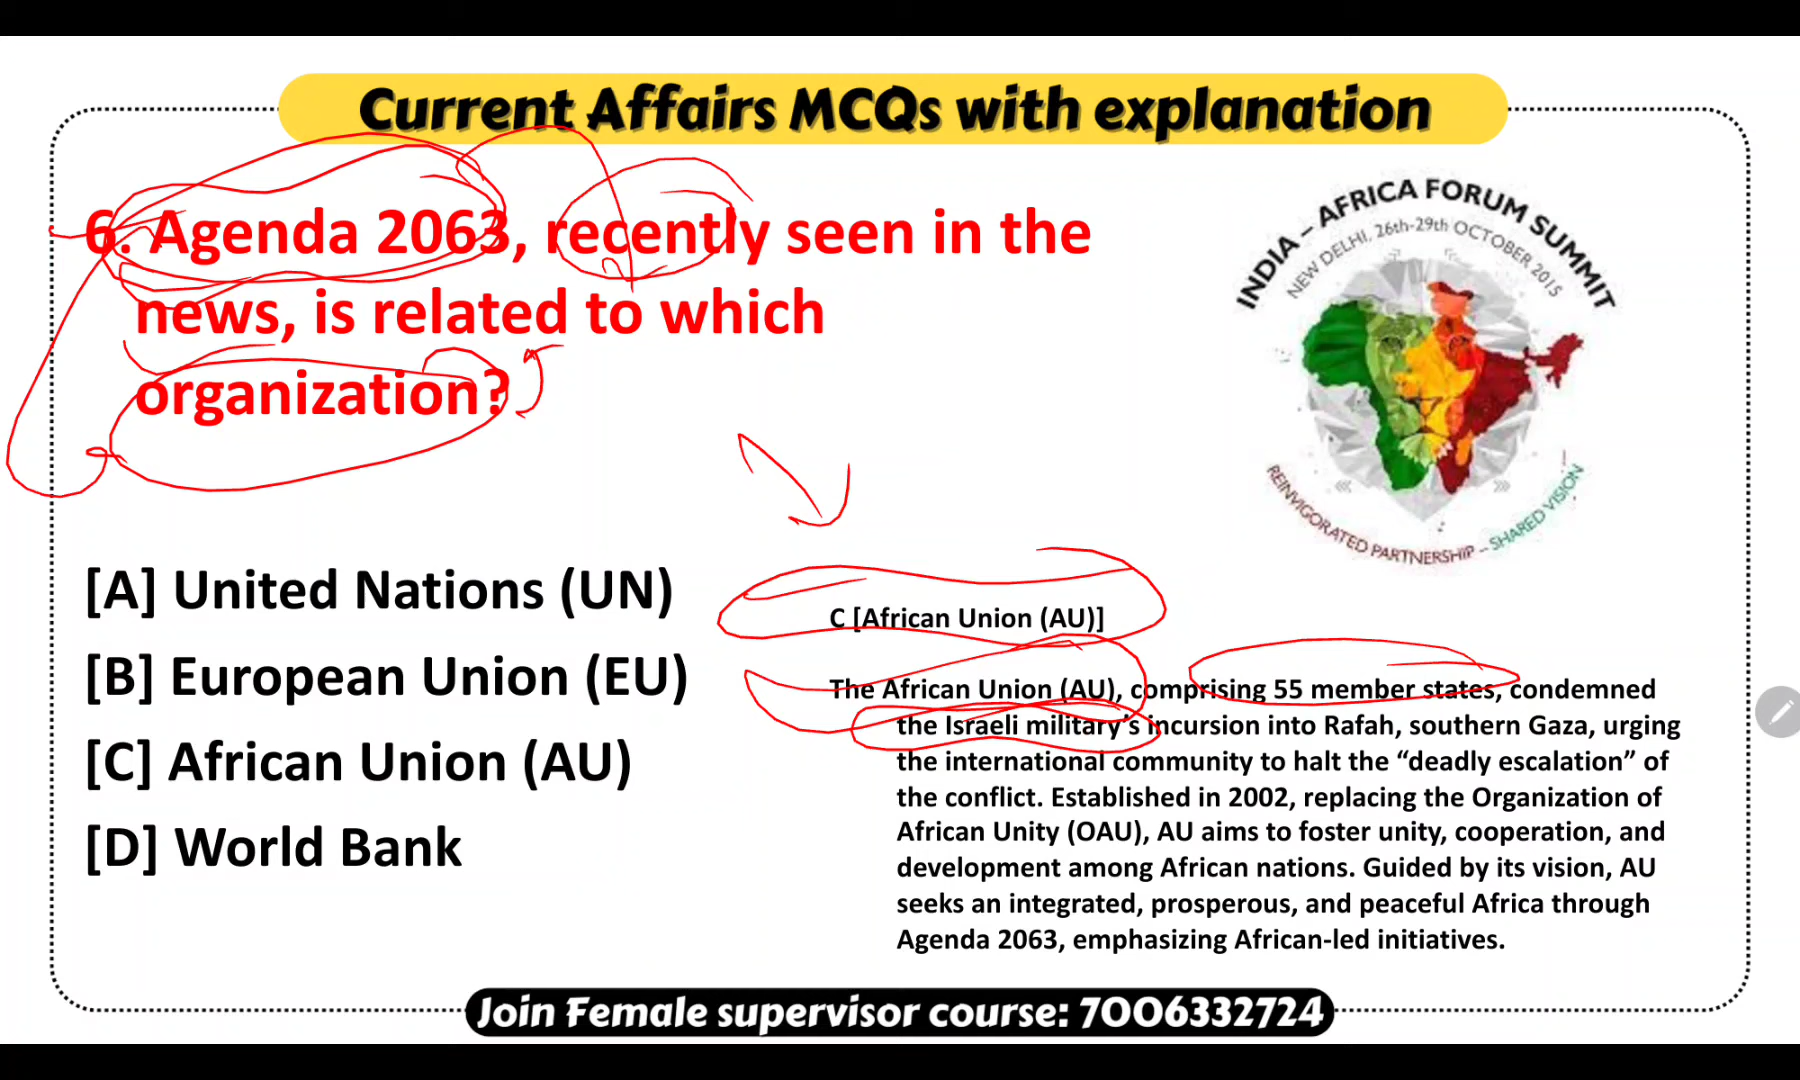 Current Affairs MCQs with explanation
6. Agenda 2063, recently seen in the
news, is related to which
organization?
INDIA – AFRICA FORUM SUMMIT
NEW DELHI, 26th-29th OCTOBER 2015
REINVIGORATED PARTNERSHIP – SHARED VISION
[A] United Nations (UN)
[B] European Union (EU)
[C] African Union (AU)
[D] World Bank
C [African Union (AU)]
The African Union (AU), comprising 55 member states, condemned
the Israeli military’s incursion into Rafah, southern Gaza, urging
the international community to halt the “deadly escalation” of
the conflict. Established in 2002, replacing the Organization of
African Unity (OAU), AU aims to foster unity, cooperation, and
development among African nations. Guided by its vision, AU
seeks an integrated, prosperous, and peaceful Africa through
Agenda 2063, emphasizing African-led initiatives.
Join Female supervisor course: 7006332724